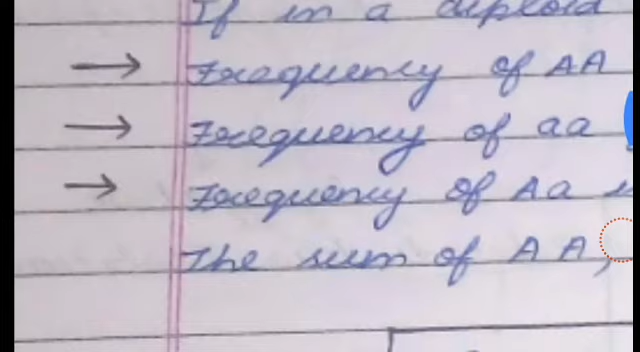 If in a diploid
→ Frequency of AA
→ Frequency of aa
→ Frequency of Aa
The sum of AA,